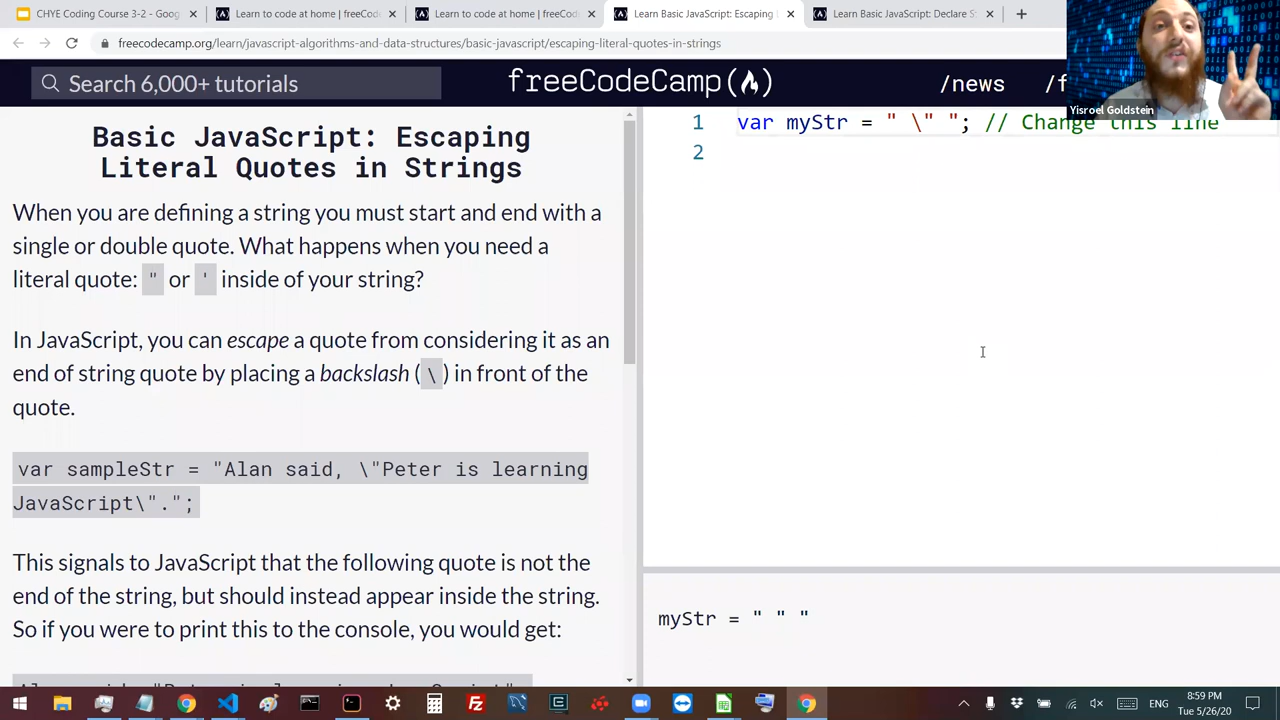 CHYE Coding Course 3-2 - Goog
Learn to code at home | freeCode
Learn to code at home | freeCod
Learn Basic JavaScript: Escaping
Learn Basic JavaScript: Declare St
freecodecamp.org/learn/javascript-algorithms-and-data-structures/basic-javascript/escaping-literal-quotes-in-strings
Search 6,000+ tutorials
freeCodeCamp(
)
/news
/f
Yisroel Goldstein
Basic JavaScript: Escaping
Literal Quotes in Strings
When you are defining a string you must start and end with a
single or double quote. What happens when you need a
literal quote: " or ' inside of your string?
In JavaScript, you can escape a quote from considering it as an
end of string quote by placing a backslash ( \ ) in front of the
quote.
var sampleStr = "Alan said, \"Peter is learning
JavaScript\".";
This signals to JavaScript that the following quote is not the
end of the string, but should instead appear inside the string.
So if you were to print this to the console, you would get:
1 var myStr = " \" "; // Change this line
2
myStr = " " "
ENG
8:59 PM
Tue 5/26/20